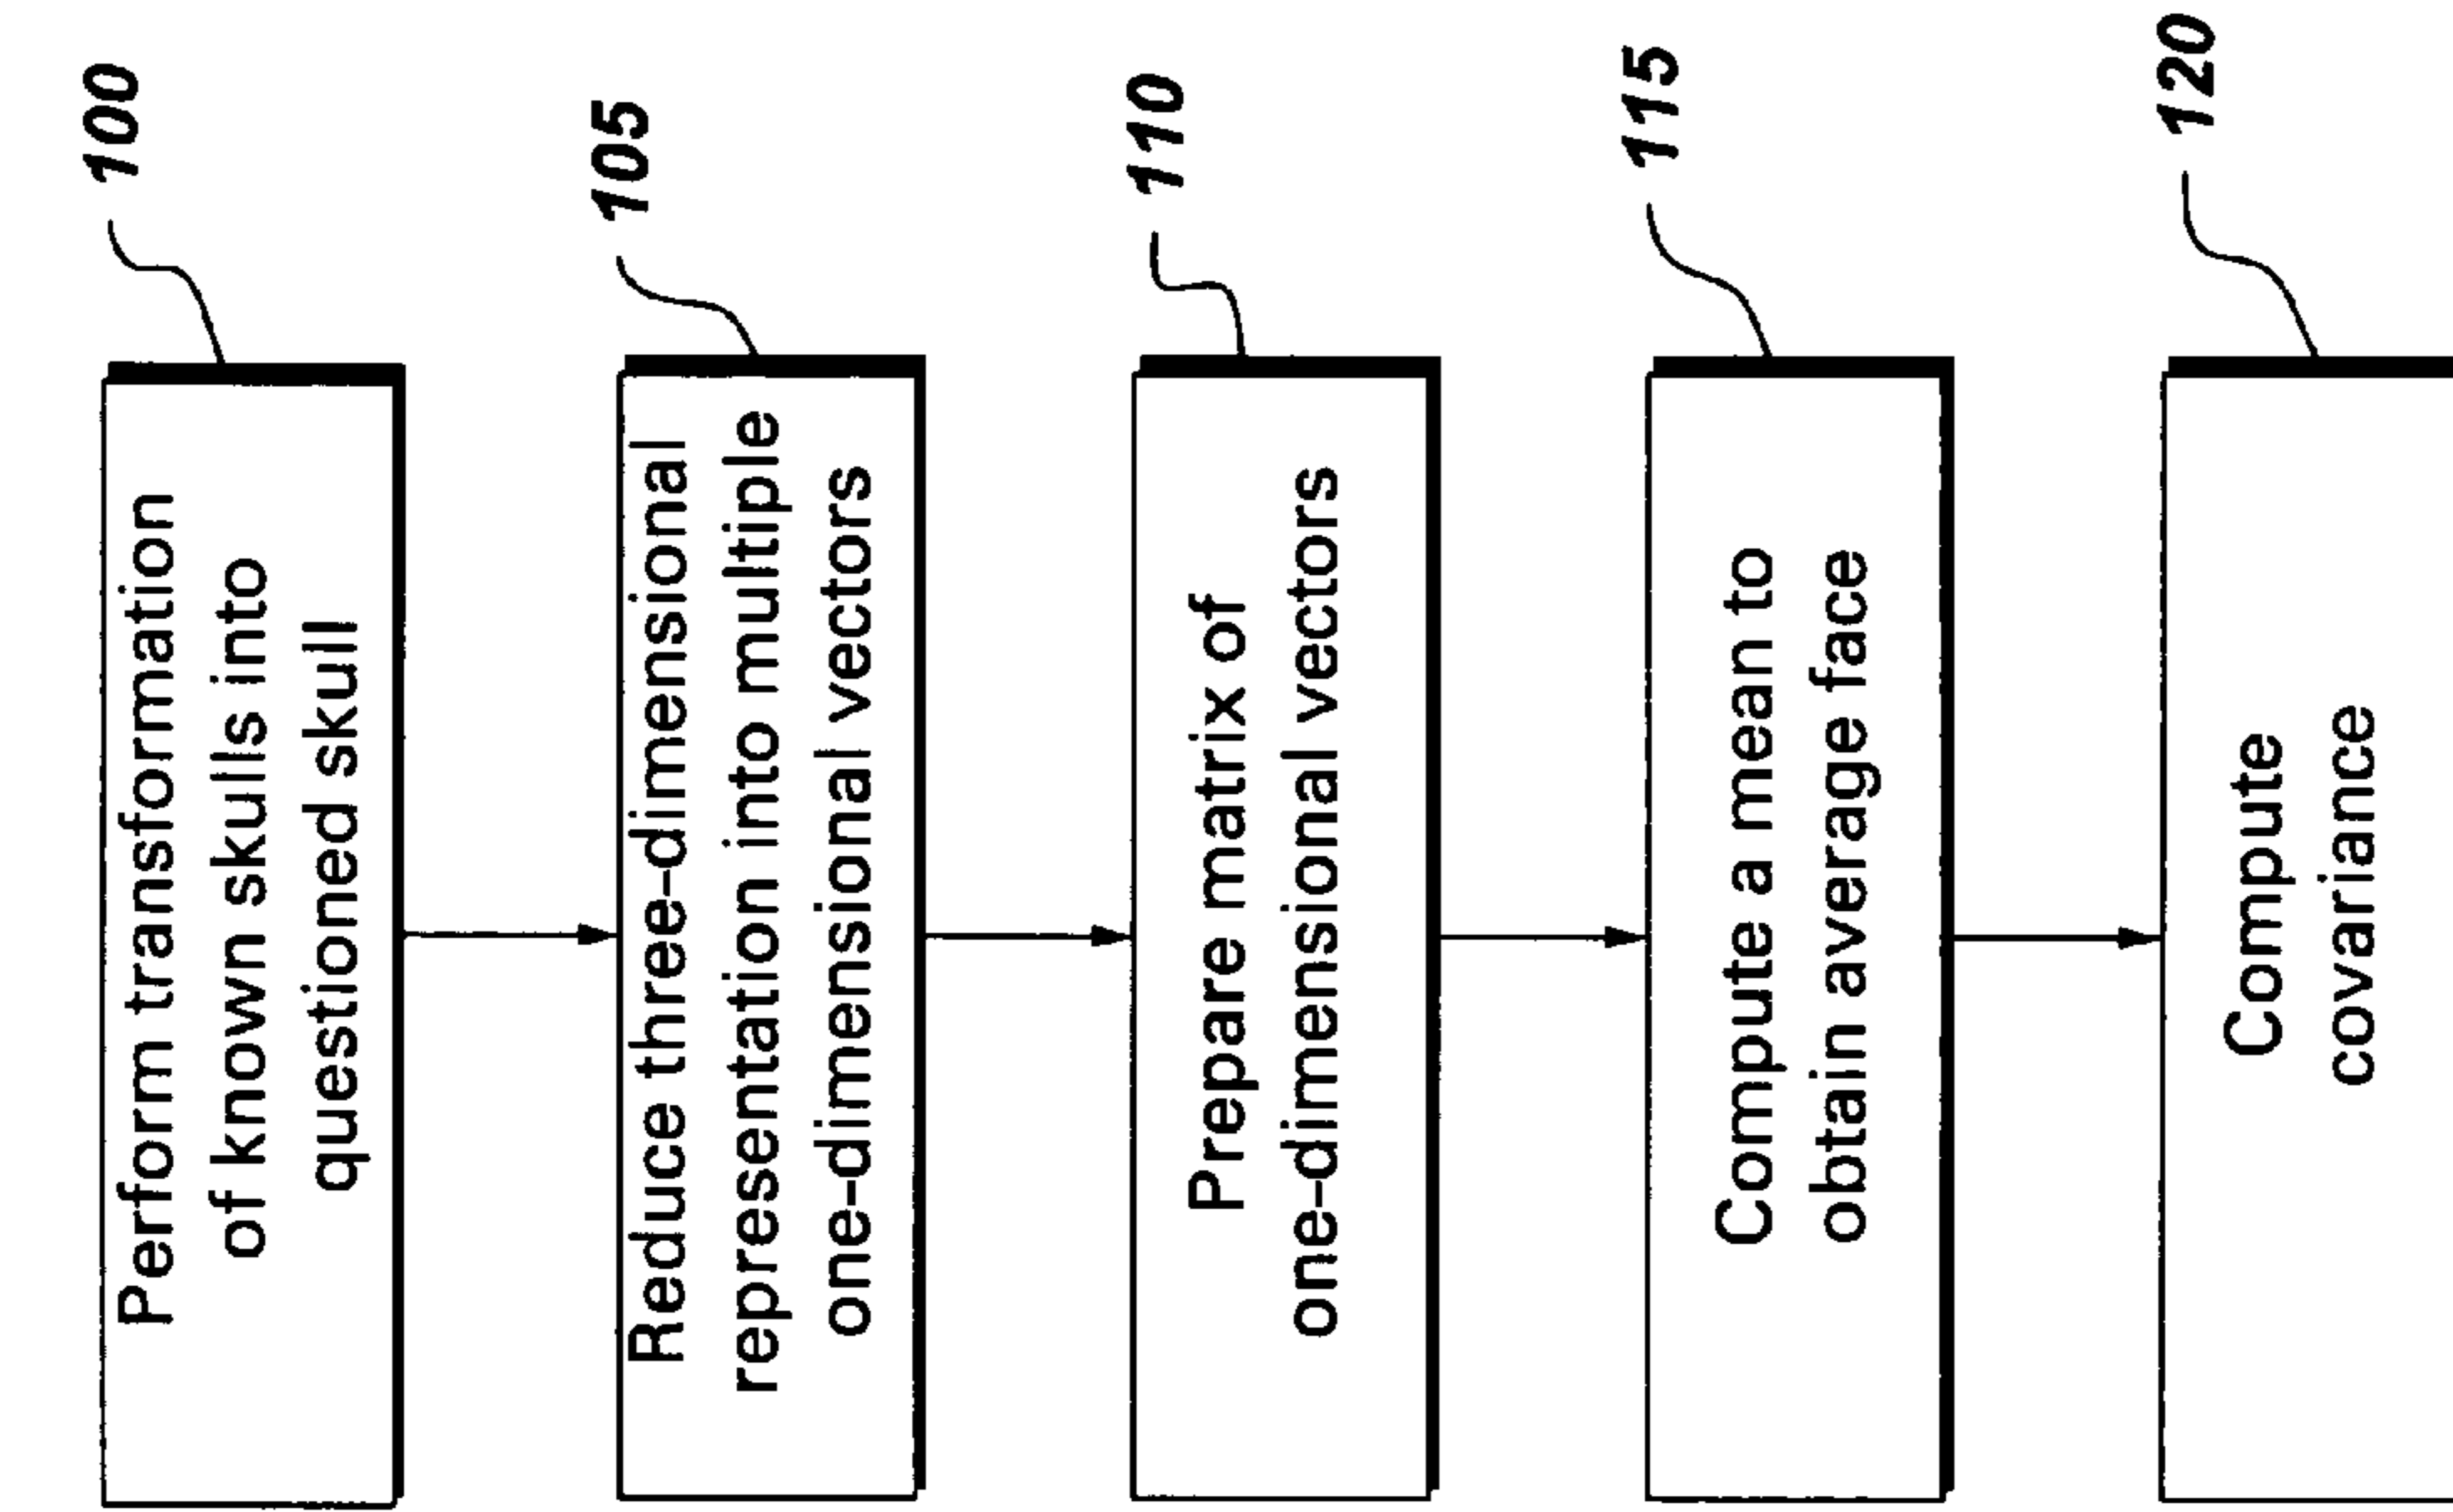 100
Perform transformation
of known skulls into
questioned skull
105
Reduce three-dimensional
representation into multiple
one-dimensional vectors
110
Prepare matrix of
one-dimensional vectors
115
Compute a mean to
obtain average face
120
Compute
covariance